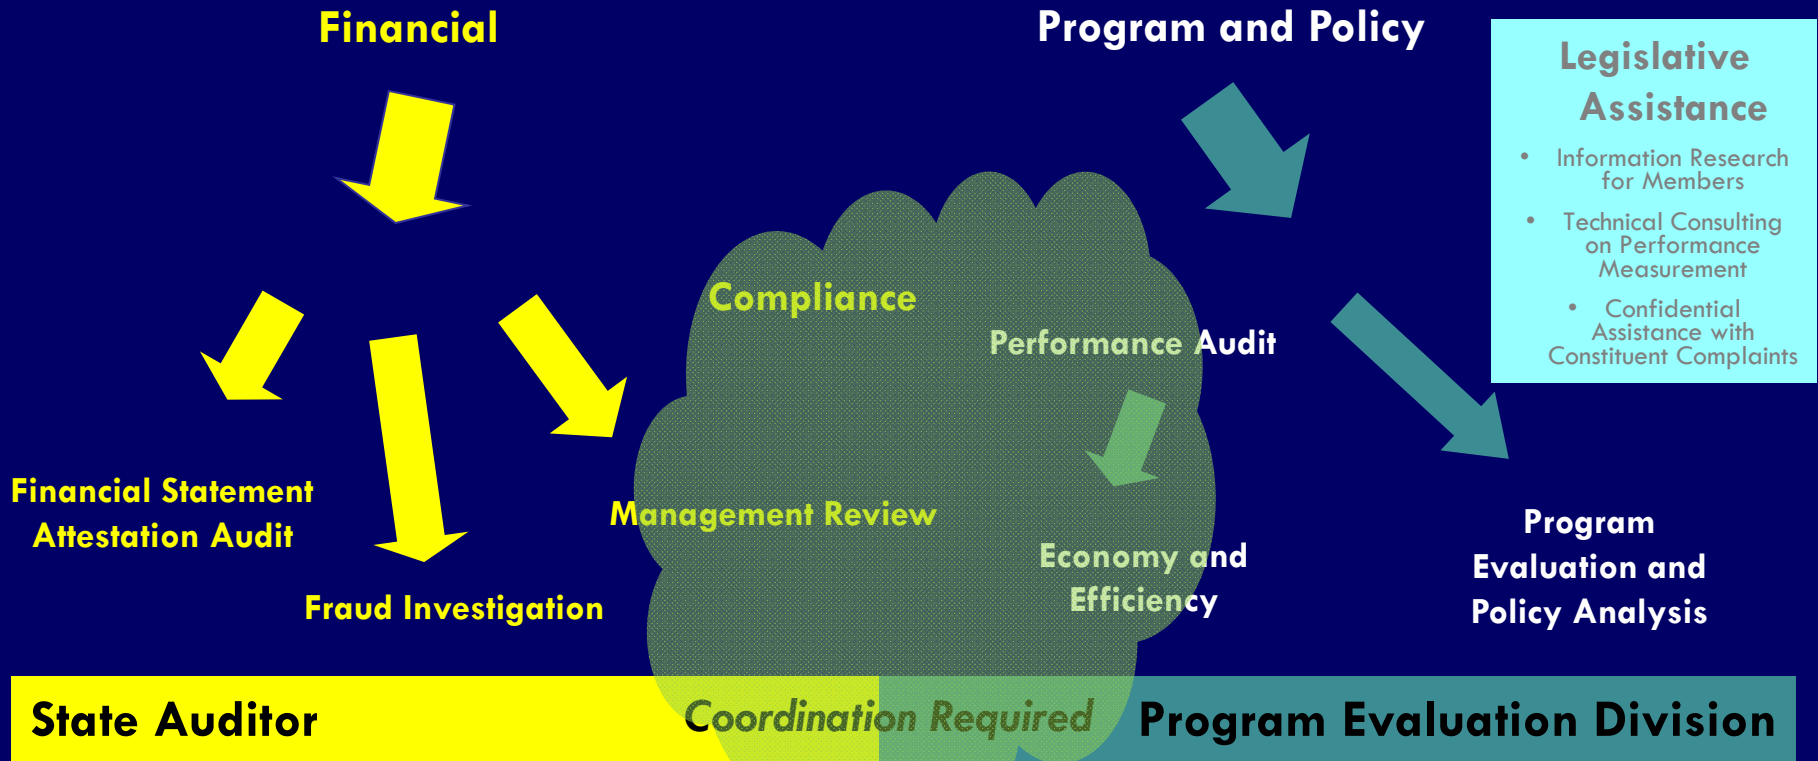 Financial
Program and Policy
Legislative
Assistance
• Information Research
for Members
• Technical Consulting
on Performance
Measurement
• Confidential
Assistance with
Constituent Complaints
Compliance
Performance Audit
Financial Statement
Attestation Audit
Management Review
Fraud Investigation
Economy and
Efficiency
Program
Evaluation and
Policy Analysis
State Auditor
Coordination Required
Program Evaluation Division